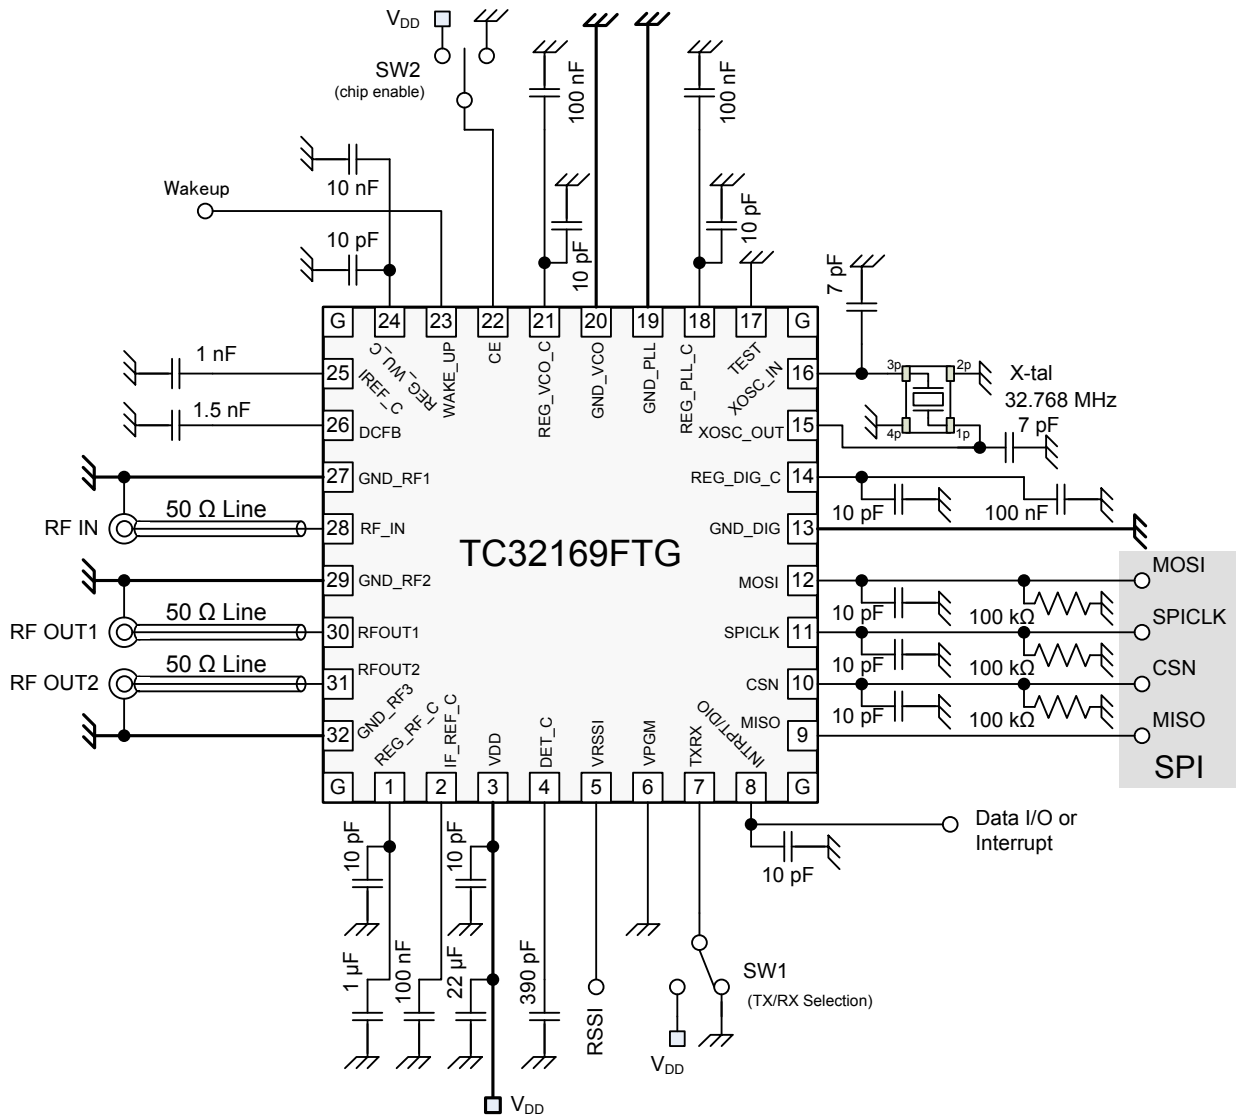 VDD
SW2
(chip enable)
100 nF
100 nF
10 nF
Wakeup
10 pF
10 pF
10 pF
7 pF
G 24 23 22 21 20 19 18 17 G
REG_WU_C
WAKE_UP
CE
REG_VCO_C
GND_VCO
GND_PLL
REG_PLL_C
TEST
1 nF
25
IREF_C
XOSC_IN
16
3p
2p
X-tal
32.768 MHz
1.5 nF
26
DCFB
XOSC_OUT
15
4p
1p
7 pF
27
GND_RF1
REG_DIG_C
14
10 pF
100 nF
RF IN
50 Ω Line
28
RF_IN
GND_DIG
13
TC32169FTG
29
GND_RF2
MOSI
12
10 pF
100 kΩ
MOSI
RF OUT1
50 Ω Line
30
RFOUT1
SPICLK
11
10 pF
100 kΩ
SPICLK
RF OUT2
50 Ω Line
31
RFOUT2
CSN
10
10 pF
100 kΩ
CSN
32
GND_RF3
MISO
9
MISO
SPI
REG_RF_C
IF_REF_C
VDD
DET_C
VRSSI
VPGM
TXRX
INTRPT/DIO
G 1 2 3 4 5 6 7 8 G
10 pF
10 pF
Data I/O or
Interrupt
10 pF
1 µF
100 nF
22 µF
390 pF
RSSI
SW1
(TX/RX Selection)
VDD
VDD